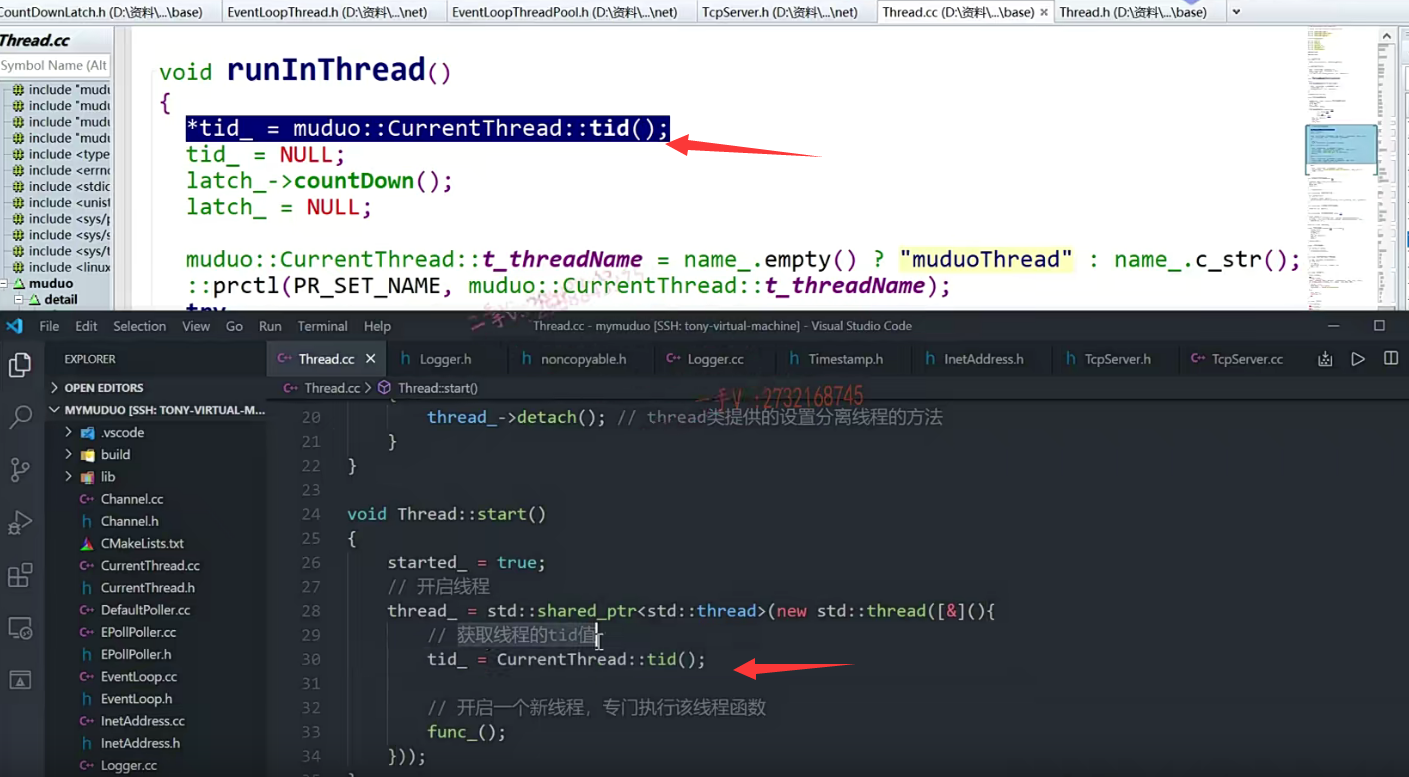 CountDownLatch.h (D:\资料\...\base)
EventLoopThread.h (D:\资料\...\net)
EventLoopThreadPool.h (D:\资料\...\net)
TcpServer.h (D:\资料\...\net)
Thread.cc (D:\资料\...\base)
Thread.h (D:\资料\...\base)
Thread.cc
Symbol Name (Alt
include "mudu
include "mudu
include "mudu
include "mudu
include <type
include <errno
include <stdio
include <unist
include <sys/p
include <sys/s
include <sys/t
include <linux
muduo
detail
void runInThread()
{
*tid_ = muduo::CurrentThread::tid();
tid_ = NULL;
latch_->countDown();
latch_ = NULL;
muduo::CurrentThread::t_threadName = name_.empty() ? "muduoThread" : name_.c_str();
::prctl(PR_SET_NAME, muduo::CurrentThread::t_threadName);
try
File Edit Selection View Go Run Terminal Help
Thread.cc - mymuduo [SSH: tony-virtual-machine] - Visual Studio Code
EXPLORER
OPEN EDITORS
MYMUDUO [SSH: TONY-VIRTUAL-M...
.vscode
build
lib
Channel.cc
Channel.h
CMakeLists.txt
CurrentThread.cc
CurrentThread.h
DefaultPoller.cc
EPollPoller.cc
EPollPoller.h
EventLoop.cc
EventLoop.h
InetAddress.cc
InetAddress.h
Logger.cc
Thread.cc
Logger.h
noncopyable.h
Logger.cc
Timestamp.h
InetAddress.h
TcpServer.h
TcpServer.cc
Thread.cc > Thread::start()
一手V:2732168745
{
20 thread_->detach(); // thread类提供的设置分离线程的方法
21 }
22 }
23
24 void Thread::start()
25 {
26 started_ = true;
27 // 开启线程
28 thread_ = std::shared_ptr<std::thread>(new std::thread([&](){
29 // 获取线程的tid值
30 tid_ = CurrentThread::tid();
31
32 // 开启一个新线程，专门执行该线程函数
33 func_();
34 }));